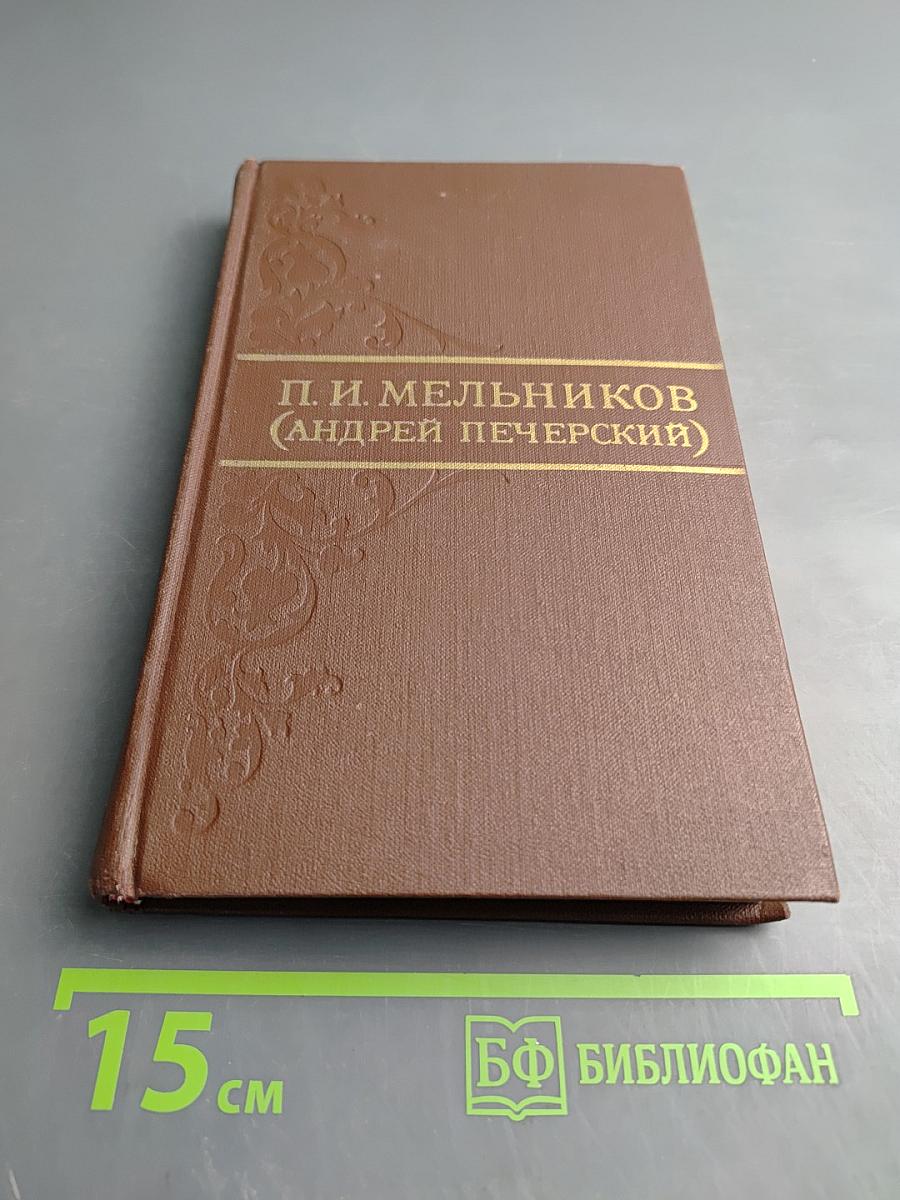 П. И. МЕЛЬНИКОВ
(АНДРЕЙ ПЕЧЕРСКИЙ)
15 см
БФ БИБЛИОФАН